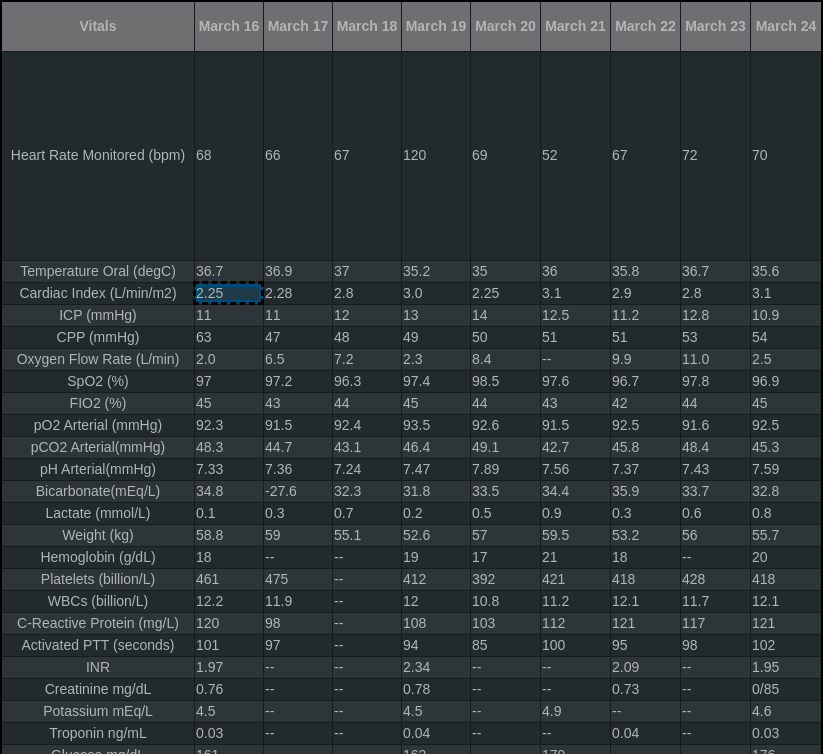 Vitals March 16 March 17 March 18 March 19 March 20 March 21 March 22 March 23 March 24
Heart Rate Monitored (bpm) 68 66 67 120 69 52 67 72 70
Temperature Oral (degC) 36.7 36.9 37 35.2 35 36 35.8 36.7 35.6
Cardiac Index (L/min/m2) 2.25 2.28 2.8 3.0 2.25 3.1 2.9 2.8 3.1
ICP (mmHg) 11 11 12 13 14 12.5 11.2 12.8 10.9
CPP (mmHg) 63 47 48 49 50 51 51 53 54
Oxygen Flow Rate (L/min) 2.0 6.5 7.2 2.3 8.4 -- 9.9 11.0 2.5
SpO2 (%) 97 97.2 96.3 97.4 98.5 97.6 96.7 97.8 96.9
FIO2 (%) 45 43 44 45 44 43 42 44 45
pO2 Arterial (mmHg) 92.3 91.5 92.4 93.5 92.6 91.5 92.5 91.6 92.5
pCO2 Arterial(mmHg) 48.3 44.7 43.1 46.4 49.1 42.7 45.8 48.4 45.3
pH Arterial(mmHg) 7.33 7.36 7.24 7.47 7.89 7.56 7.37 7.43 7.59
Bicarbonate(mEq/L) 34.8 -27.6 32.3 31.8 33.5 34.4 35.9 33.7 32.8
Lactate (mmol/L) 0.1 0.3 0.7 0.2 0.5 0.9 0.3 0.6 0.8
Weight (kg) 58.8 59 55.1 52.6 57 59.5 53.2 56 55.7
Hemoglobin (g/dL) 18 -- -- 19 17 21 18 -- 20
Platelets (billion/L) 461 475 -- 412 392 421 418 428 418
WBCs (billion/L) 12.2 11.9 -- 12 10.8 11.2 12.1 11.7 12.1
C-Reactive Protein (mg/L) 120 98 -- 108 103 112 121 117 121
Activated PTT (seconds) 101 97 -- 94 85 100 95 98 102
INR 1.97 -- -- 2.34 -- -- 2.09 -- 1.95
Creatinine mg/dL 0.76 -- -- 0.78 -- -- 0.73 -- 0/85
Potassium mEq/L 4.5 -- -- 4.5 -- 4.9 -- -- 4.6
Troponin ng/mL 0.03 -- -- 0.04 -- -- 0.04 -- 0.03